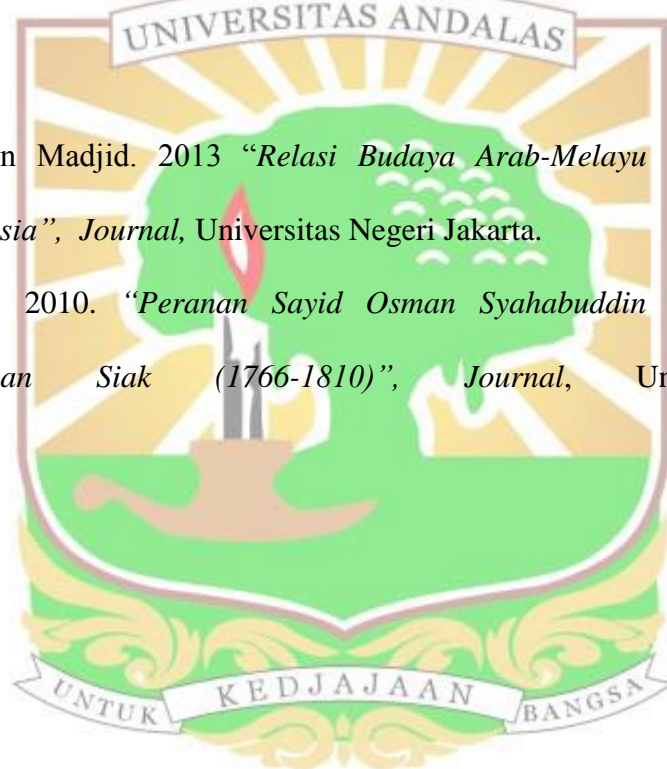 UNIVERSITAS ANDALAS
n Madjid. 2013 “Relasi Budaya Arab-Melayu
sia”, Journal, Universitas Negeri Jakarta.
2010. “Peranan Sayid Osman Syahabuddin
an Siak (1766-1810)”, Journal, Un
UNTUK KEDJAJAAN BANGSA